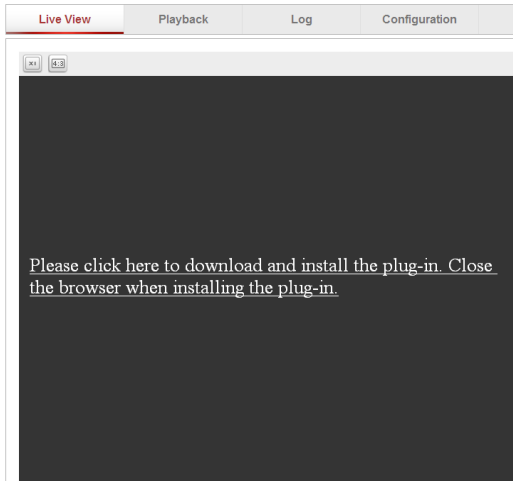 Live View Playback Log Configuration
X1 4:3
Please click here to download and install the plug-in. Close
the browser when installing the plug-in.